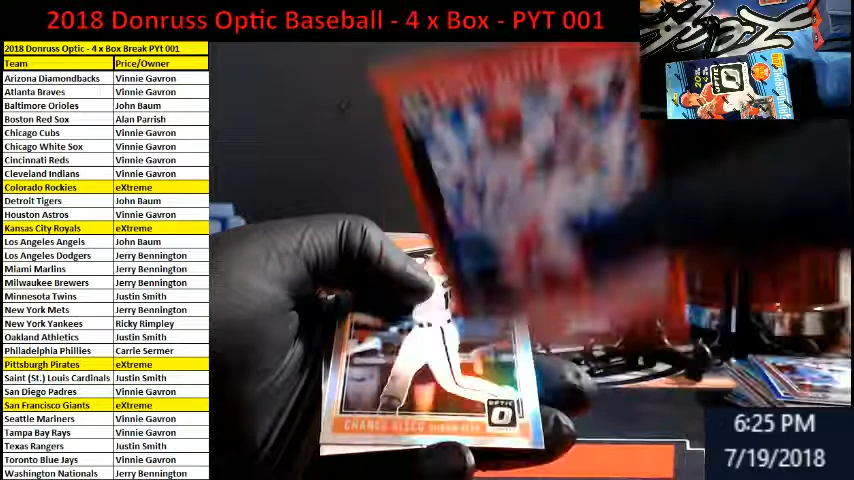 2018 Donruss Optic Baseball - 4 x Box - PYT 001
2018 Donruss Optic - 4 x Box Break PYt 001
Team Price/Owner
Arizona Diamondbacks Vinnie Gavron
Atlanta Braves Vinnie Gavron
Baltimore Orioles John Baum
Boston Red Sox Alan Parrish
Chicago Cubs Vinnie Gavron
Chicago White Sox Vinnie Gavron
Cincinnati Reds Vinnie Gavron
Cleveland Indians Vinnie Gavron
Colorado Rockies eXtreme
Detroit Tigers John Baum
Houston Astros Vinnie Gavron
Kansas City Royals eXtreme
Los Angeles Angels John Baum
Los Angeles Dodgers Jerry Bennington
Miami Marlins Jerry Bennington
Milwaukee Brewers Jerry Bennington
Minnesota Twins Justin Smith
New York Mets Jerry Bennington
New York Yankees Ricky Rimpley
Oakland Athletics Justin Smith
Philadelphia Phillies Carrle Sermer
Pittsburgh Pirates eXtreme
Saint (St.) Louis Cardinals Justin Smith
San Diego Padres Vinnie Gavron
San Francisco Giants eXtreme
Seattle Mariners Vinnie Gavron
Tampa Bay Rays Vinnie Gavron
Texas Rangers Justin Smith
Toronto Blue Jays Vinnie Gavron
Washington Nationals Jerry Bennington
OPTIC
6:25 PM
7/19/2018